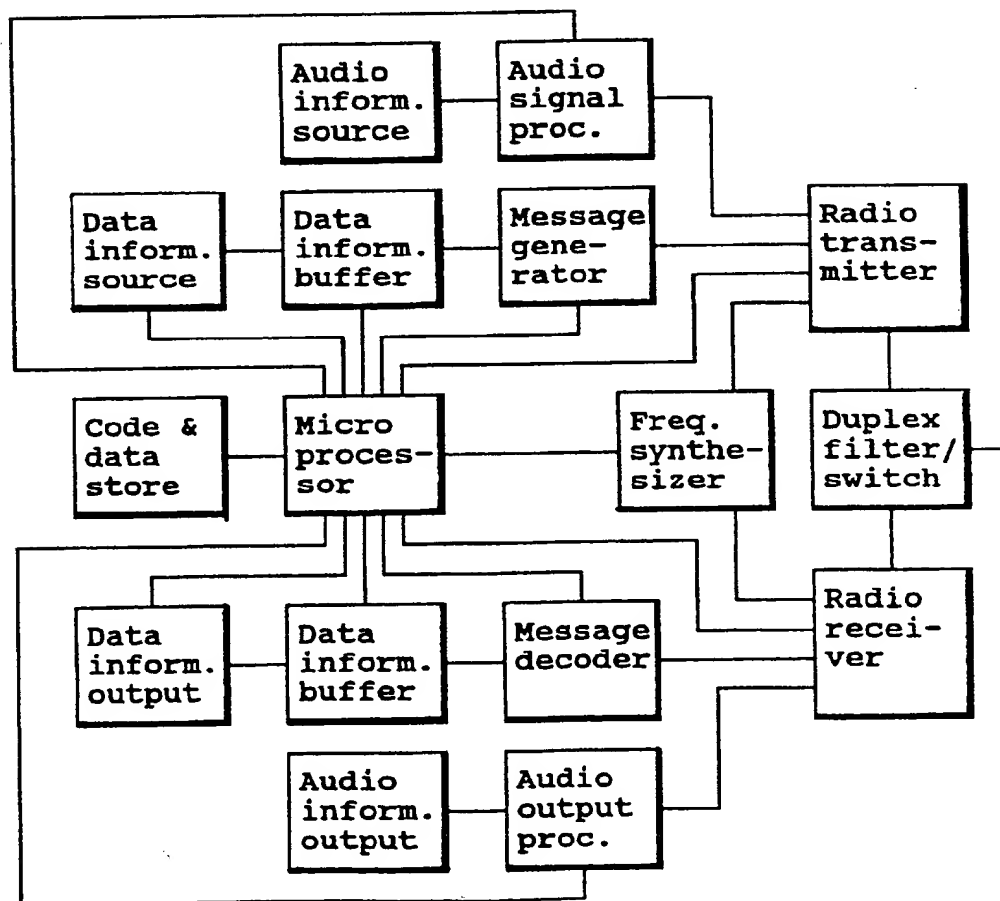 Audio
inform.
source
Audio
signal
proc.
Data
inform.
source
Data
inform.
buffer
Message
gene-
rator
Radio
trans-
mitter
Code &
data
store
Micro
proces-
sor
Freq.
synthe-
sizer
Duplex
filter/
switch
Data
inform.
output
Data
inform.
buffer
Message
decoder
Radio
recei-
ver
Audio
inform.
output
Audio
output
proc.